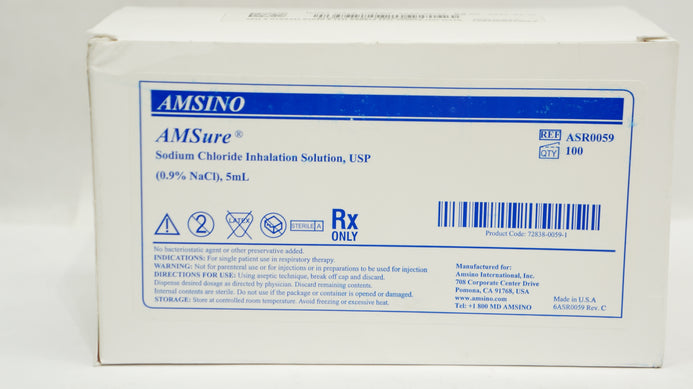 AMSINO
AMSure®
Sodium Chloride Inhalation Solution, USP
(0.9% NaCl), 5mL
REF ASR0059
QTY 100
2
LATEX
STERILE A
Rx
ONLY
Product Code: 72838-0059-1
No bacteriostatic agent or other preservative added.
INDICATIONS: For single patient use in respiratory therapy.
WARNING: Not for parenteral use or for injections or in preparations to be used for injection
DIRECTIONS FOR USE: Using aseptic technique, break off cap and discard.
Dispense desired dosage as directed by physician. Discard remaining contents.
Internal contents are sterile. Do not use if the package or container is opened or damaged.
STORAGE: Store at controlled room temperature. Avoid freezing or excessive heat.
Manufactured for:
Amsino International, Inc.
708 Corporate Center Drive
Pomona, CA 91768, USA
www.amsino.com
Tel: +1 800 MD AMSINO
Made in U.S.A
6ASR0059 Rev. C